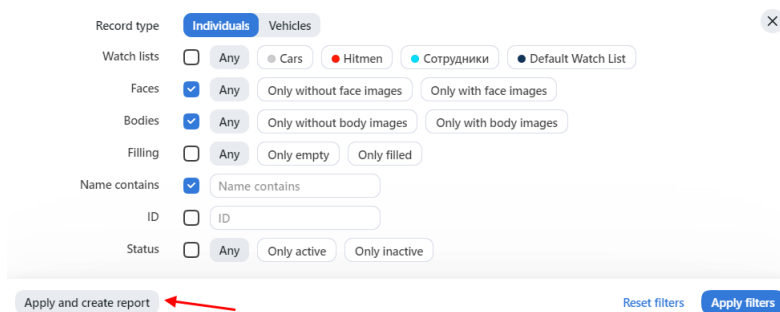 Record type Individuals Vehicles
Watch lists Any Cars Hitmen Сотрудники Default Watch List
Faces Any Only without face images Only with face images
Bodies Any Only without body images Only with body images
Filling Any Only empty Only filled
Name contains Name contains
ID ID
Status Any Only active Only inactive
Apply and create report Reset filters Apply filters